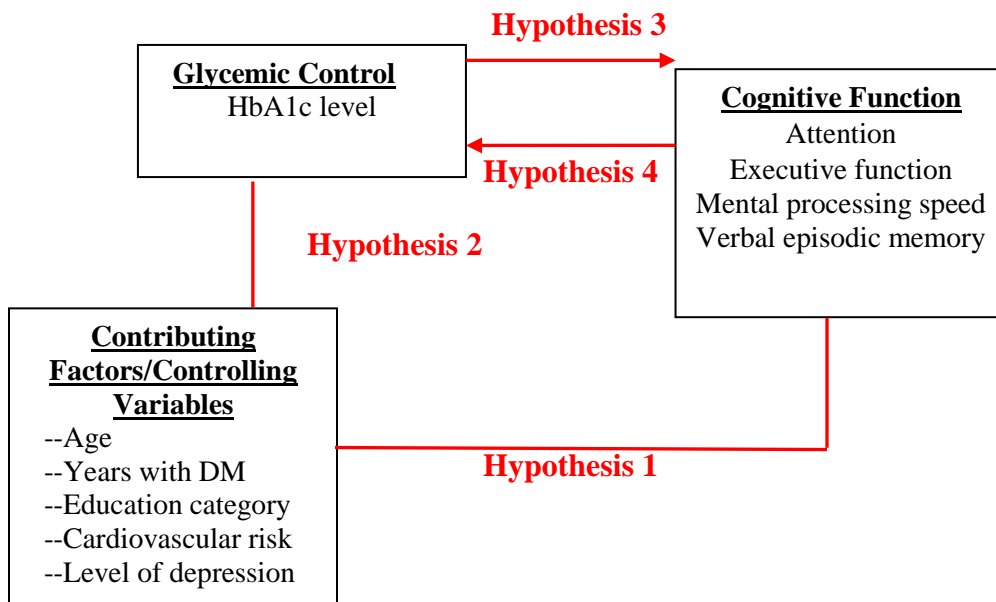 Hypothesis 3
Glycemic Control
HbA1c level
Cognitive Function
Attention
Executive function
Mental processing speed
Verbal episodic memory
Hypothesis 4
Hypothesis 2
Contributing
Factors/Controlling
Variables
--Age
--Years with DM
--Education category
--Cardiovascular risk
--Level of depression
Hypothesis 1